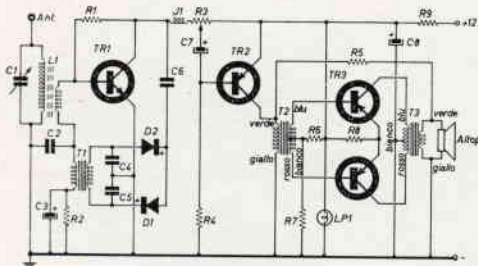 Ant.
R1
J1
R3
R9
+12
C7
C8
TR1
TR2
R5
C1
L1
C6
TR3
blu
verde
T2
blu
T3
verde
C2
D2
R6
R8
bianco
Altop
T1
giallo
rosso
bianco
rosso
giallo
C4
C3
R2
C5
D1
R4
R7
LP1
-